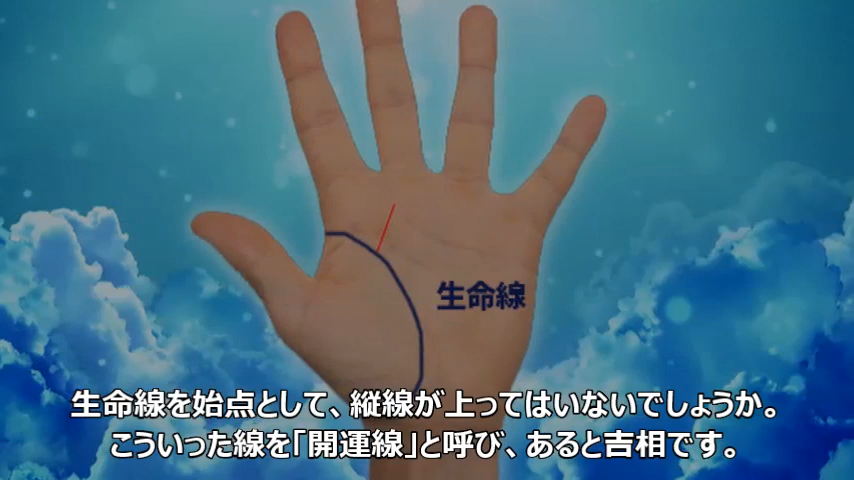 生命線
生命線を始点として、縦線が上ってはいないでしょうか。
こういった線を「開運線」と呼び、あると吉相です。